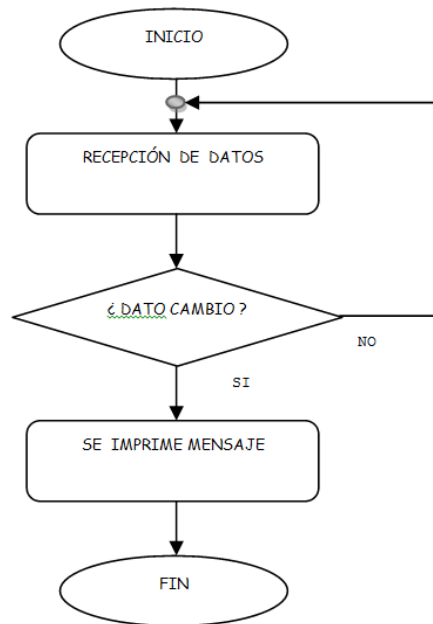 INICIO
RECEPCIÓN DE DATOS
¿ DATO CAMBIO ?
NO
SI
SE IMPRIME MENSAJE
FIN